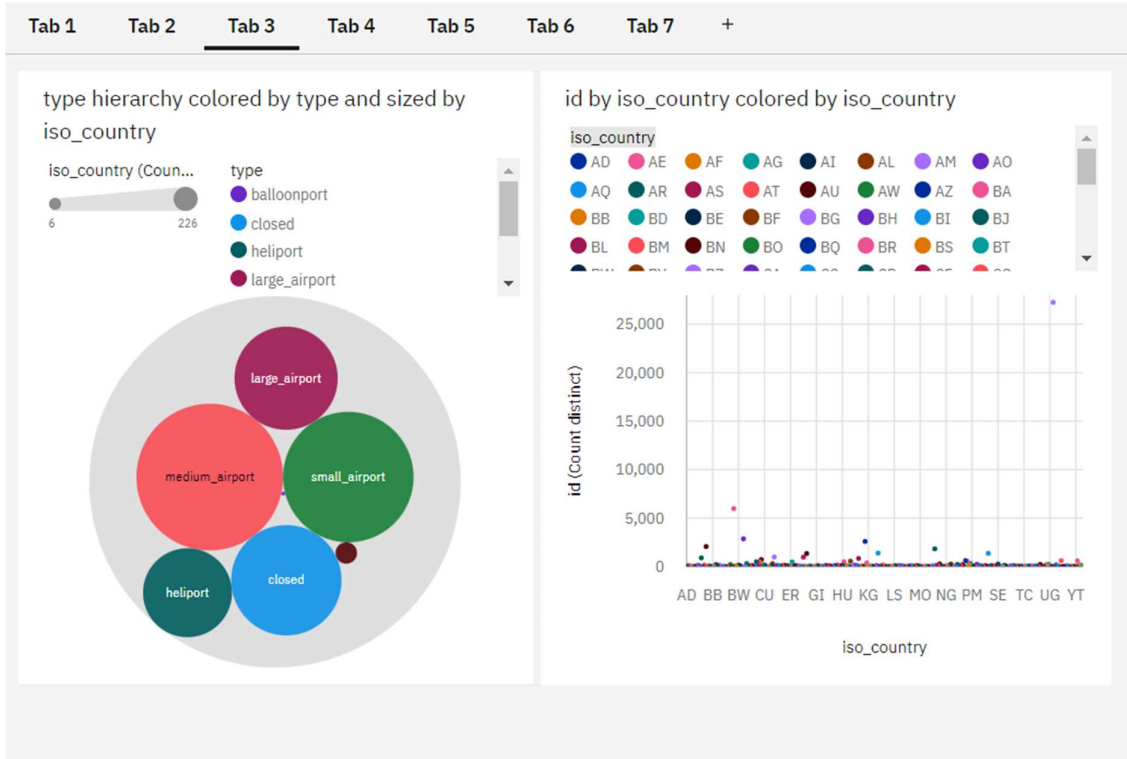 Tab 1 Tab 2 Tab 3 Tab 4 Tab 5 Tab 6 Tab 7 +
type hierarchy colored by type and sized by
iso_country
iso_country (Coun...
6 226
type
balloonport
closed
heliport
large_airport
large_airport
medium_airport
small_airport
closed
heliport
id by iso_country colored by iso_country
iso_country
AD AE AF AG AI AL AM AO
AQ AR AS AT AU AW AZ BA
BB BD BE BF BG BH BI BJ
BL BM BN BO BQ BR BS BT
id (Count distinct)
25,000
20,000
15,000
10,000
5,000
0
AD BB BW CU ER GI HU KG LS MO NG PM SE TC UG YT
iso_country